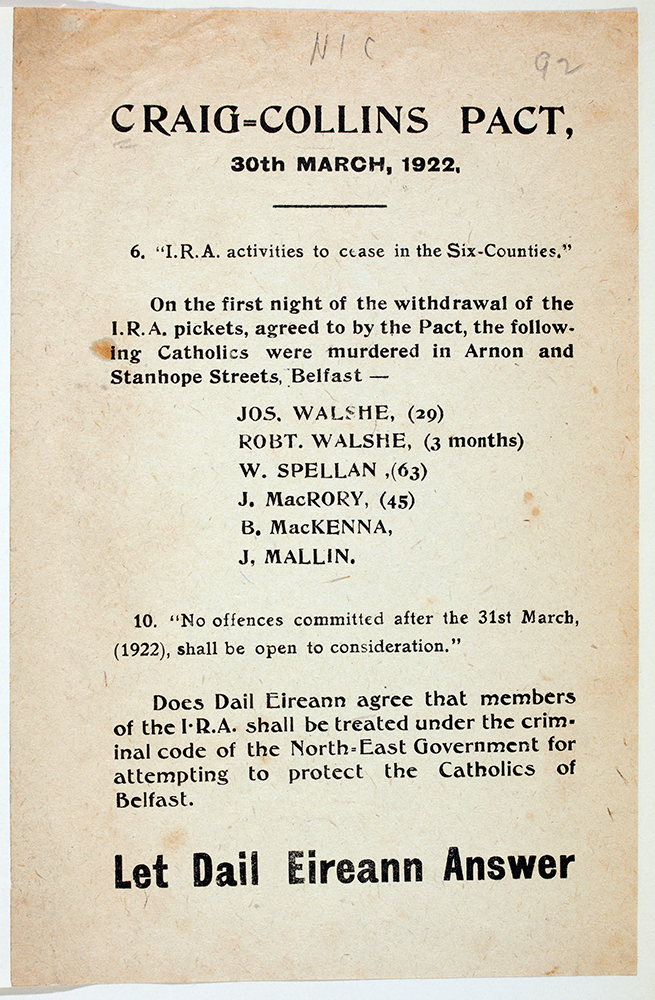 NIC
92
CRAIG=COLLINS PACT,
30th MARCH, 1922.
6. “I.R.A. activities to cease in the Six-Counties.”
On the first night of the withdrawal of the
I.R.A. pickets, agreed to by the Pact, the follow-
ing Catholics were murdered in Arnon and
Stanhope Streets, Belfast —
JOS. WALSHE, (29)
ROBT. WALSHE, (3 months)
W. SPELLAN ,(63)
J. MacRORY, (45)
B. MacKENNA,
J, MALLIN.
10. “No offences committed after the 31st March,
(1922), shall be open to consideration.”
Does Dail Eireann agree that members
of the I·R.A. shall be treated under the crim-
inal code of the North=East Government for
attempting to protect the Catholics of
Belfast.
Let Dail Eireann Answer